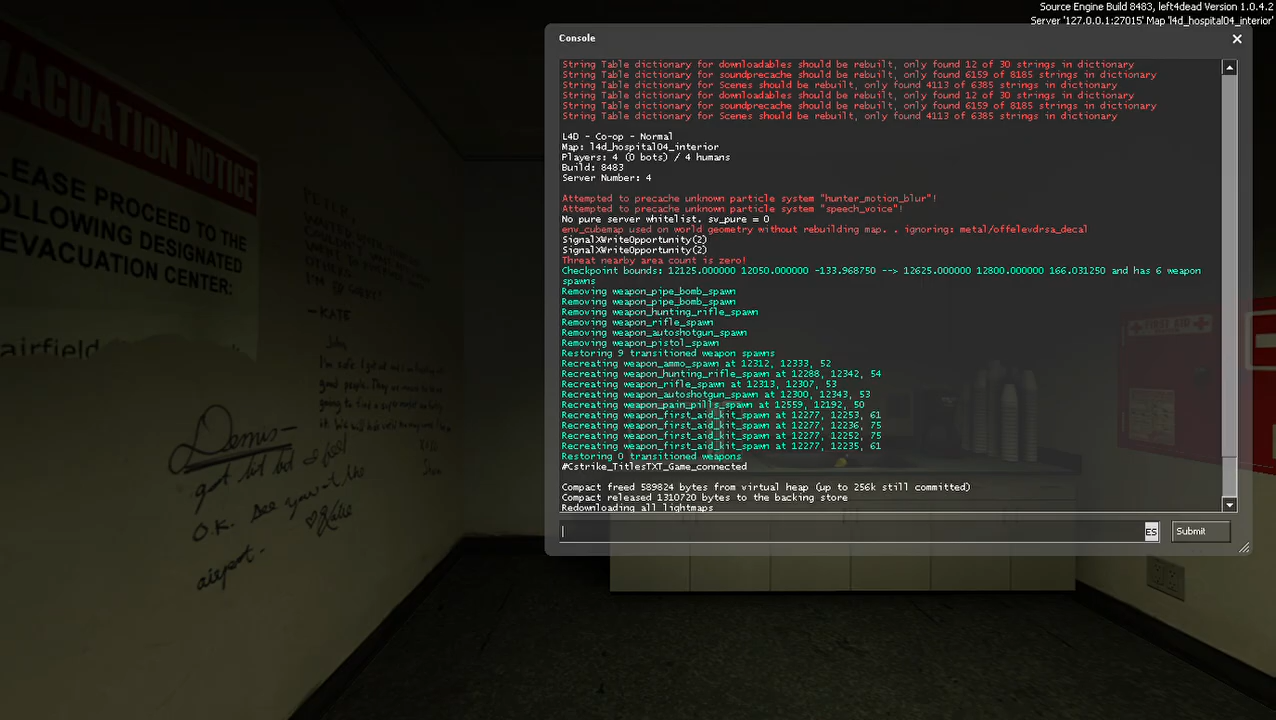 Source Engine Build 8483, left4dead Version 1.0.4.2
Server '127.0.0.1:27015' Map 'l4d_hospital04_interior'
Console
String Table dictionary for downloadables should be rebuilt, only found 12 of 30 strings in dictionary
String Table dictionary for soundprecache should be rebuilt, only found 6159 of 8185 strings in dictionary
String Table dictionary for Scenes should be rebuilt, only found 4113 of 6385 strings in dictionary
String Table dictionary for downloadables should be rebuilt, only found 12 of 30 strings in dictionary
String Table dictionary for soundprecache should be rebuilt, only found 6159 of 8185 strings in dictionary
String Table dictionary for Scenes should be rebuilt, only found 4113 of 6385 strings in dictionary
L4D - Co-op - Normal
Map: l4d_hospital04_interior
Players: 4 (0 bots) / 4 humans
Build: 8483
Server Number: 4
Attempted to precache unknown particle system "hunter_motion_blur"!
Attempted to precache unknown particle system "speech_voice"!
No pure server whitelist. sv_pure = 0
env_cubemap used on world geometry without rebuilding map. . ignoring: metal/offelevdrsa_decal
SignalXWriteOpportunity(2)
SignalXWriteOpportunity(2)
Threat nearby area count is zero!
Checkpoint bounds: 12125.000000 12050.000000 -133.968750 --> 12625.000000 12800.000000 166.031250 and has 6 weapon
spawns
Removing weapon_pipe_bomb_spawn
Removing weapon_pipe_bomb_spawn
Removing weapon_hunting_rifle_spawn
Removing weapon_rifle_spawn
Removing weapon_autoshotgun_spawn
Removing weapon_pistol_spawn
Restoring 9 transitioned weapon spawns
Recreating weapon_ammo_spawn at 12312, 12333, 52
Recreating weapon_hunting_rifle_spawn at 12288, 12342, 54
Recreating weapon_rifle_spawn at 12313, 12307, 53
Recreating weapon_autoshotgun_spawn at 12300, 12343, 53
Recreating weapon_pain_pills_spawn at 12559, 12192, 50
Recreating weapon_first_aid_kit_spawn at 12277, 12253, 61
Recreating weapon_first_aid_kit_spawn at 12277, 12236, 75
Recreating weapon_first_aid_kit_spawn at 12277, 12252, 75
Recreating weapon_first_aid_kit_spawn at 12277, 12235, 61
Restoring 0 transitioned weapons
#Cstrike_TitlesTXT_Game_connected
Compact freed 589824 bytes from virtual heap (up to 256k still committed)
Compact released 1310720 bytes to the backing store
Redownloading all lightmaps
ES
Submit
ACUATION NOTICE
LEASE PROCEED TO THE
OLLOWING DESIGNATED
EVACUATION CENTER:
airfield
PETER,
I'M SO SORRY!
- KATE
John
Dennis-
got lost but I feel
O.K. See you at the
airport.
♡ Katie
FIRST AID